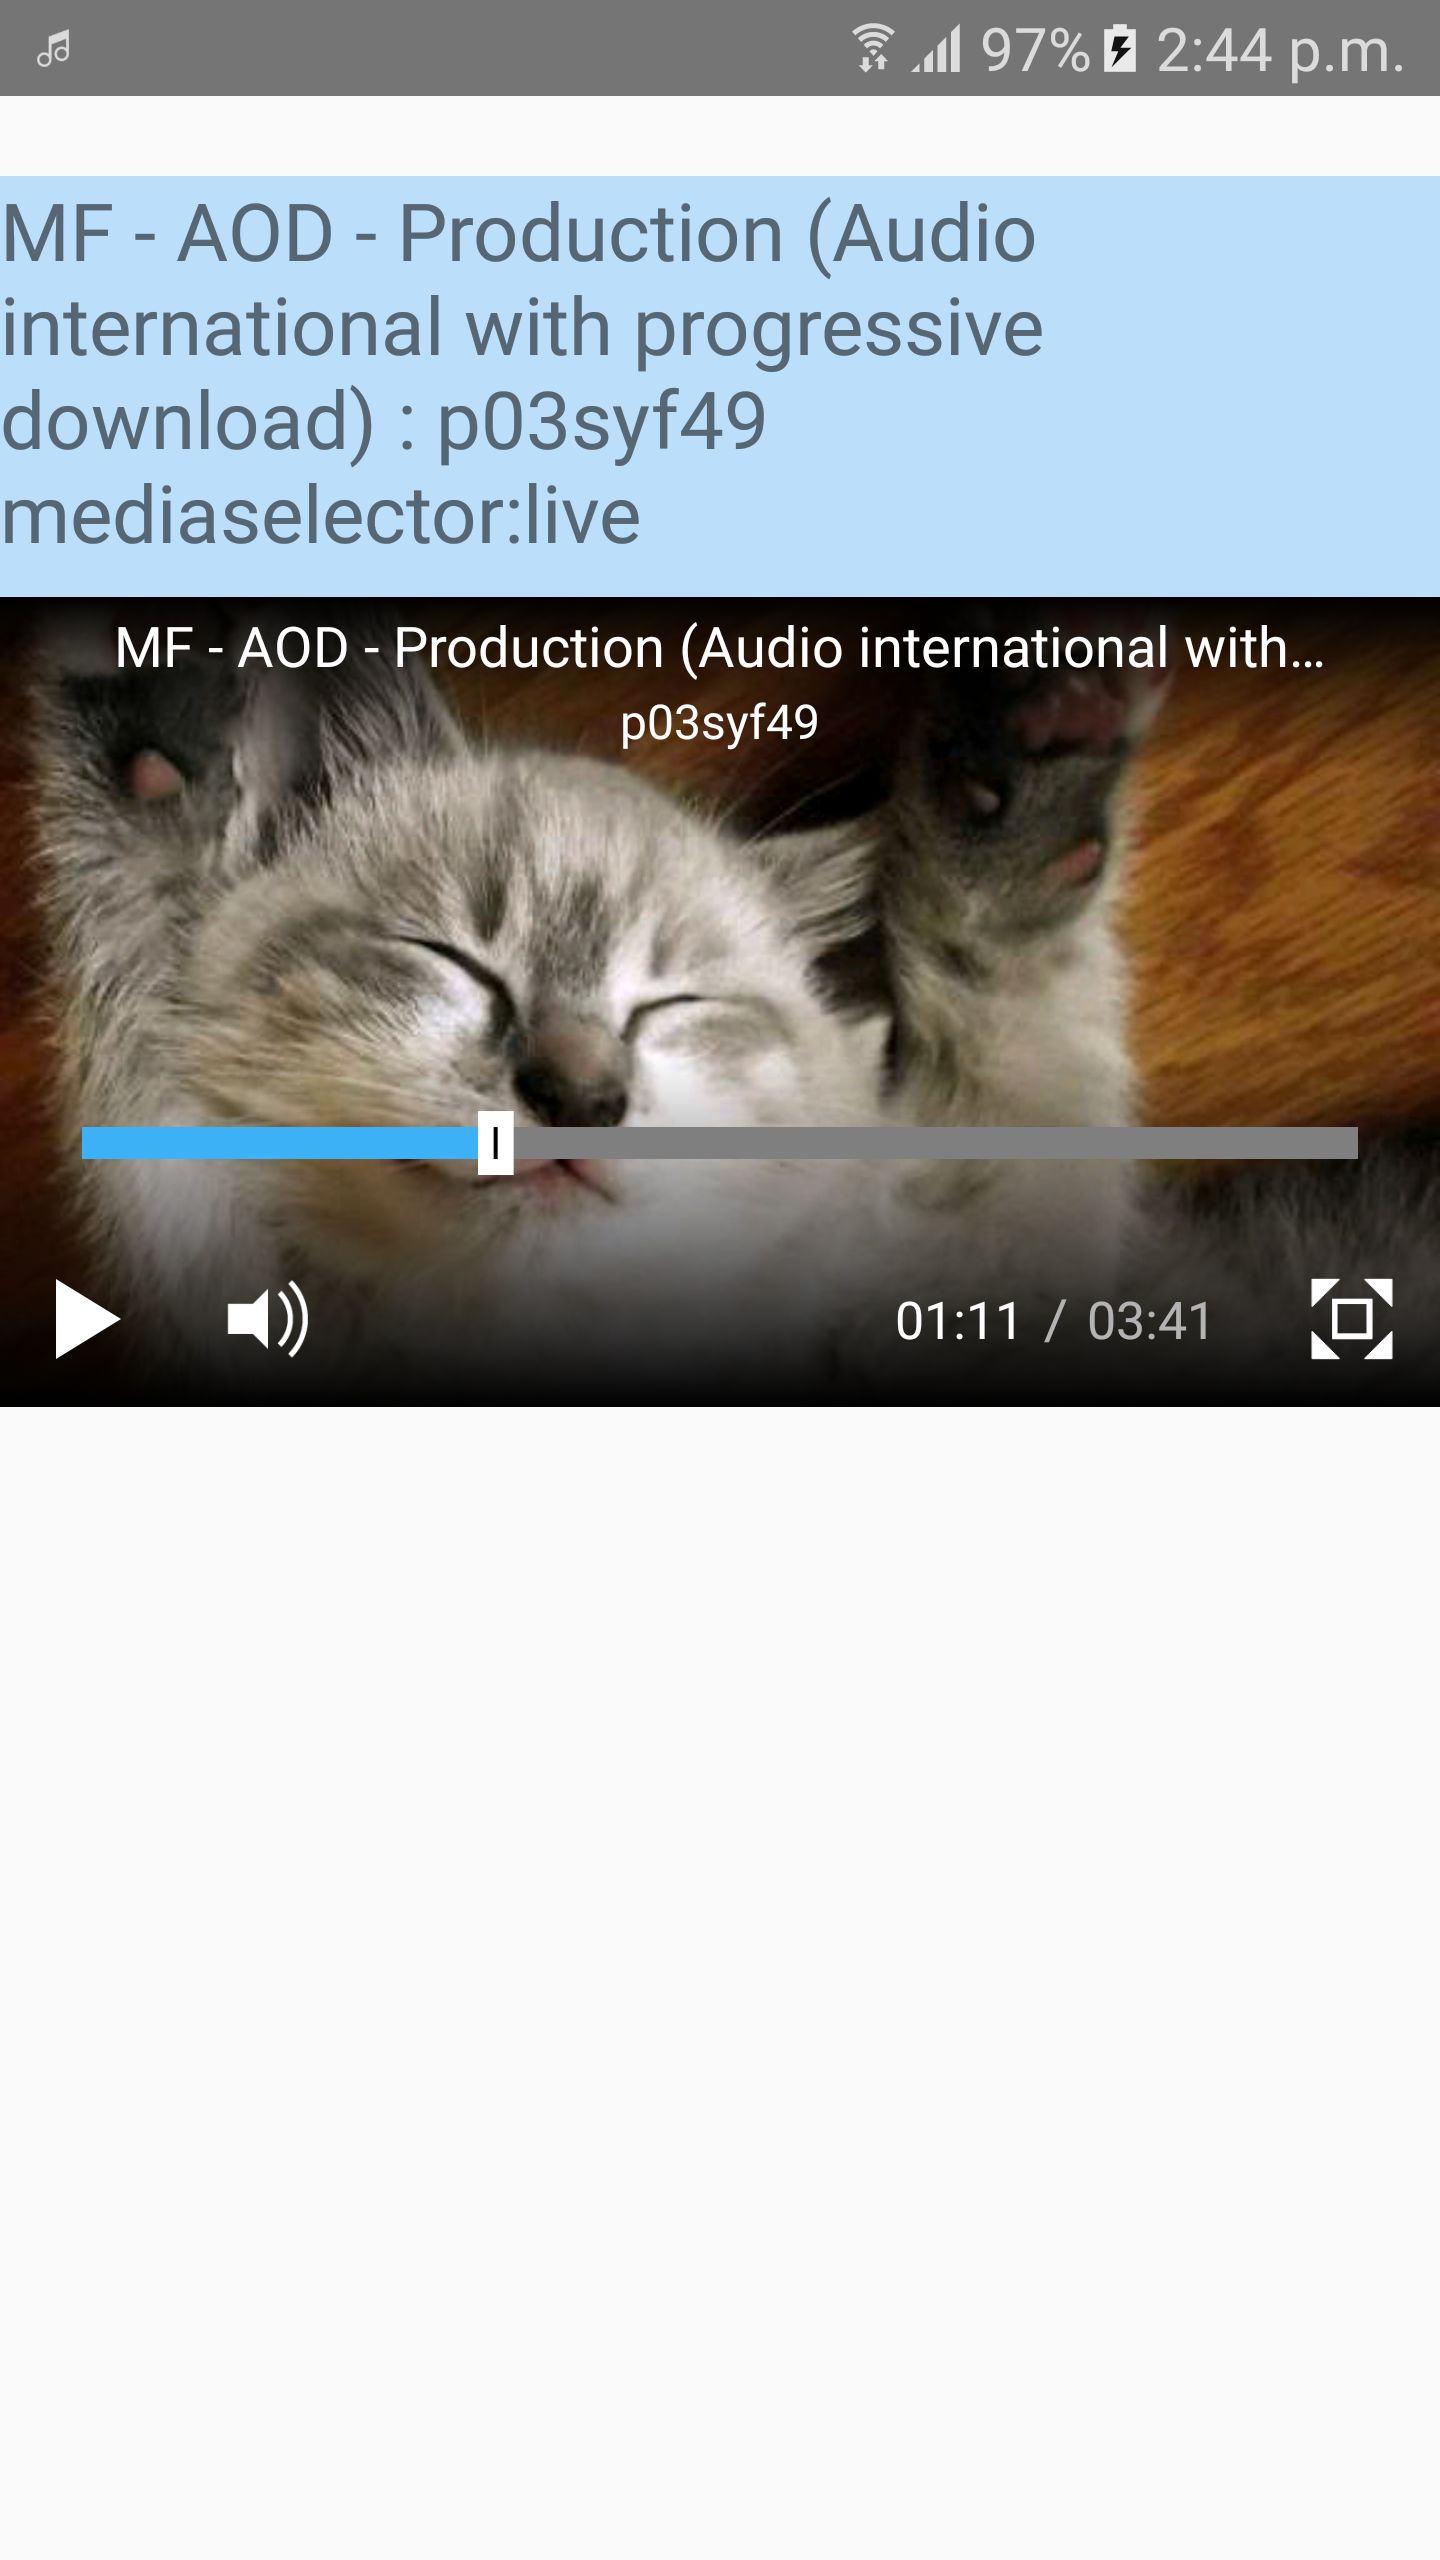 97% 2:44 p.m.
MF - AOD - Production (Audio
international with progressive
download) : p03syf49
mediaselector:live
MF - AOD - Production (Audio international with…
p03syf49
01:11 / 03:41